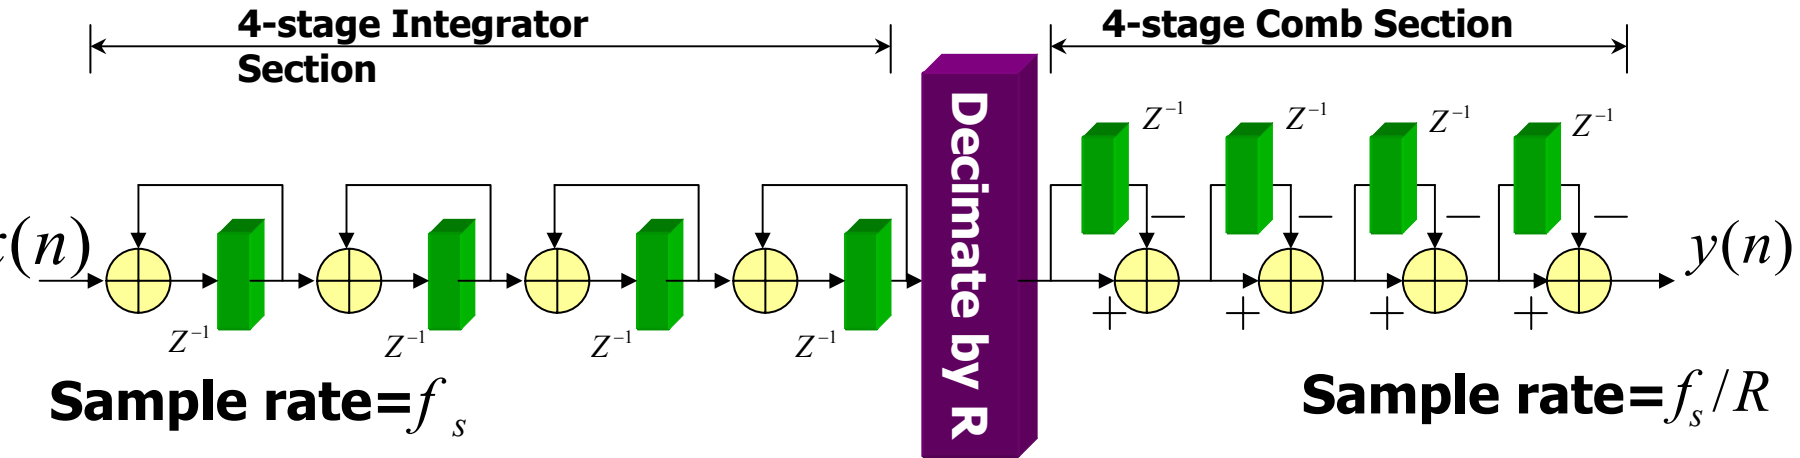 4-stage Integrator
Section
4-stage Comb Section
Z⁻¹ Z⁻¹ Z⁻¹ Z⁻¹
Decimate by R
(n)
y(n)
− − − −
+ + + +
Z⁻¹ Z⁻¹ Z⁻¹ Z⁻¹
Sample rate=fₛ
Sample rate=fₛ/R